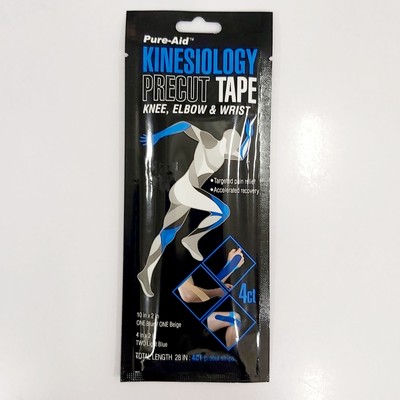 Pure-Aid™
KINESIOLOGY
PRECUT TAPE
KNEE, ELBOW & WRIST
•Targeted pain relief
•Accelerated recovery
4ct
10 in x 2 in
ONE Blue / ONE Beige
4 in x 2 in
TWO Light Blue
TOTAL LENGTH 28 IN / 4ct